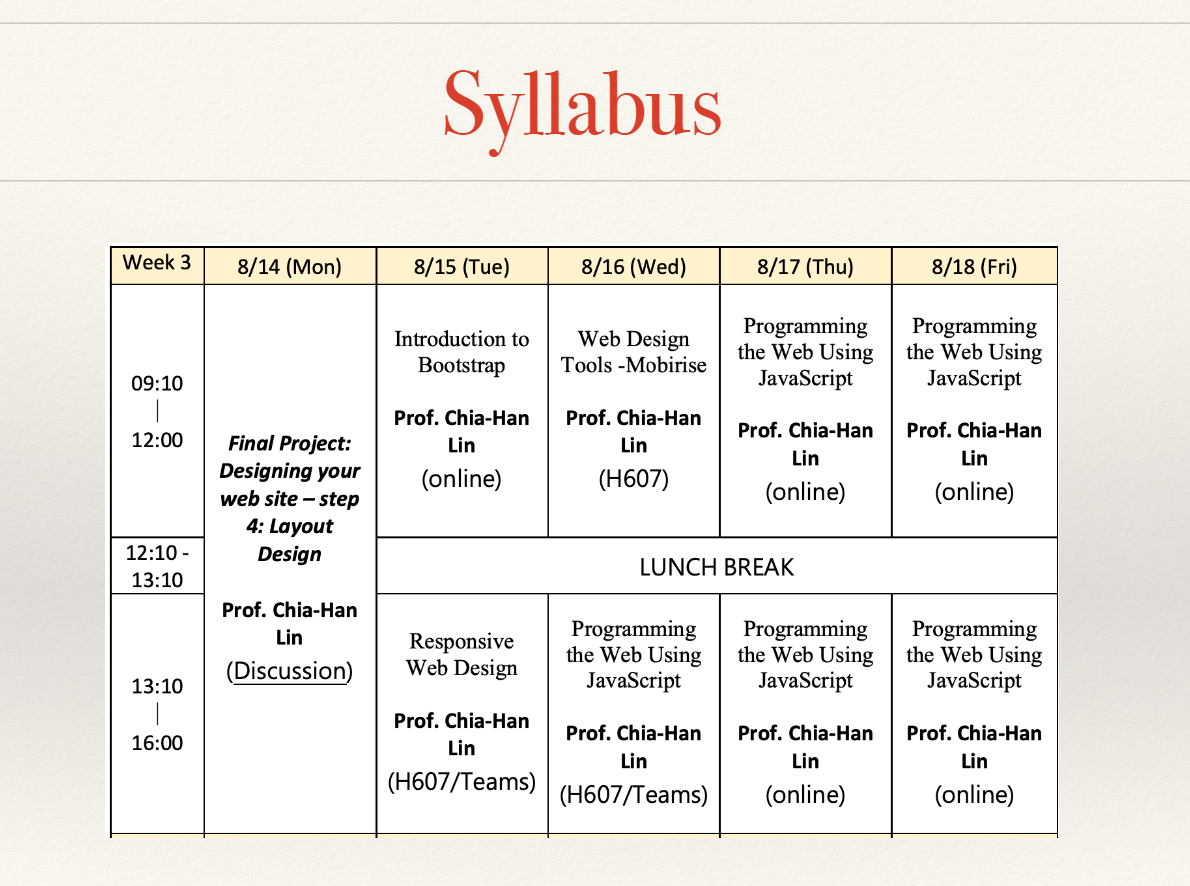 Syllabus
Week 3
8/14 (Mon)
8/15 (Tue)
8/16 (Wed)
8/17 (Thu)
8/18 (Fri)
09:10
|
12:00
Final Project:
Designing your
web site – step
4: Layout
Design
Prof. Chia-Han
Lin
(Discussion)
Introduction to
Bootstrap
Prof. Chia-Han
Lin
(online)
Web Design
Tools -Mobirise
Prof. Chia-Han
Lin
(H607)
Programming
the Web Using
JavaScript
Prof. Chia-Han
Lin
(online)
Programming
the Web Using
JavaScript
Prof. Chia-Han
Lin
(online)
12:10 -
13:10
LUNCH BREAK
13:10
|
16:00
Responsive
Web Design
Prof. Chia-Han
Lin
(H607/Teams)
Programming
the Web Using
JavaScript
Prof. Chia-Han
Lin
(H607/Teams)
Programming
the Web Using
JavaScript
Prof. Chia-Han
Lin
(online)
Programming
the Web Using
JavaScript
Prof. Chia-Han
Lin
(online)